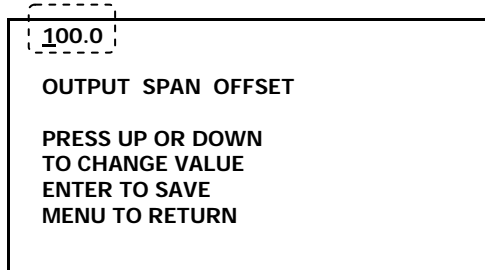 100.0
OUTPUT SPAN OFFSET
PRESS UP OR DOWN
TO CHANGE VALUE
ENTER TO SAVE
MENU TO RETURN